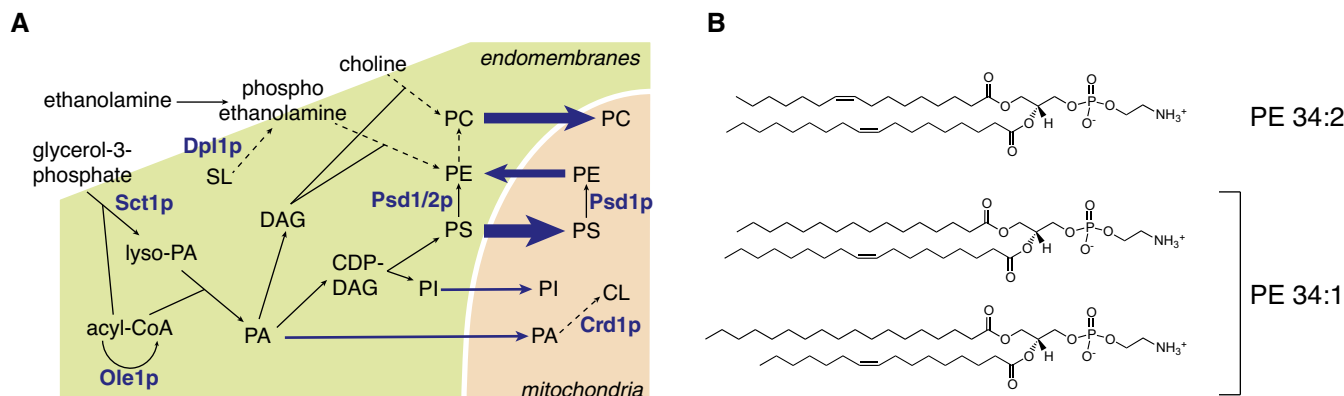 A
B
choline
endomembranes
phospho
ethanolamine
ethanolamine
PC
PC
glycerol-3-
phosphate
Dpl1p
SL
PE
PE
Sct1p
Psd1/2p
Psd1p
DAG
PS
PS
lyso-PA
CDP-
DAG
PI
PI
CL
acyl-CoA
PA
PA
Crd1p
Ole1p
mitochondria
O
O
O
O P O
NH3+
O-
O H
O
PE 34:2
O
O
O
O P O
NH3+
O-
O H
O
PE 34:1
O
O
O
O P O
NH3+
O-
O H
O